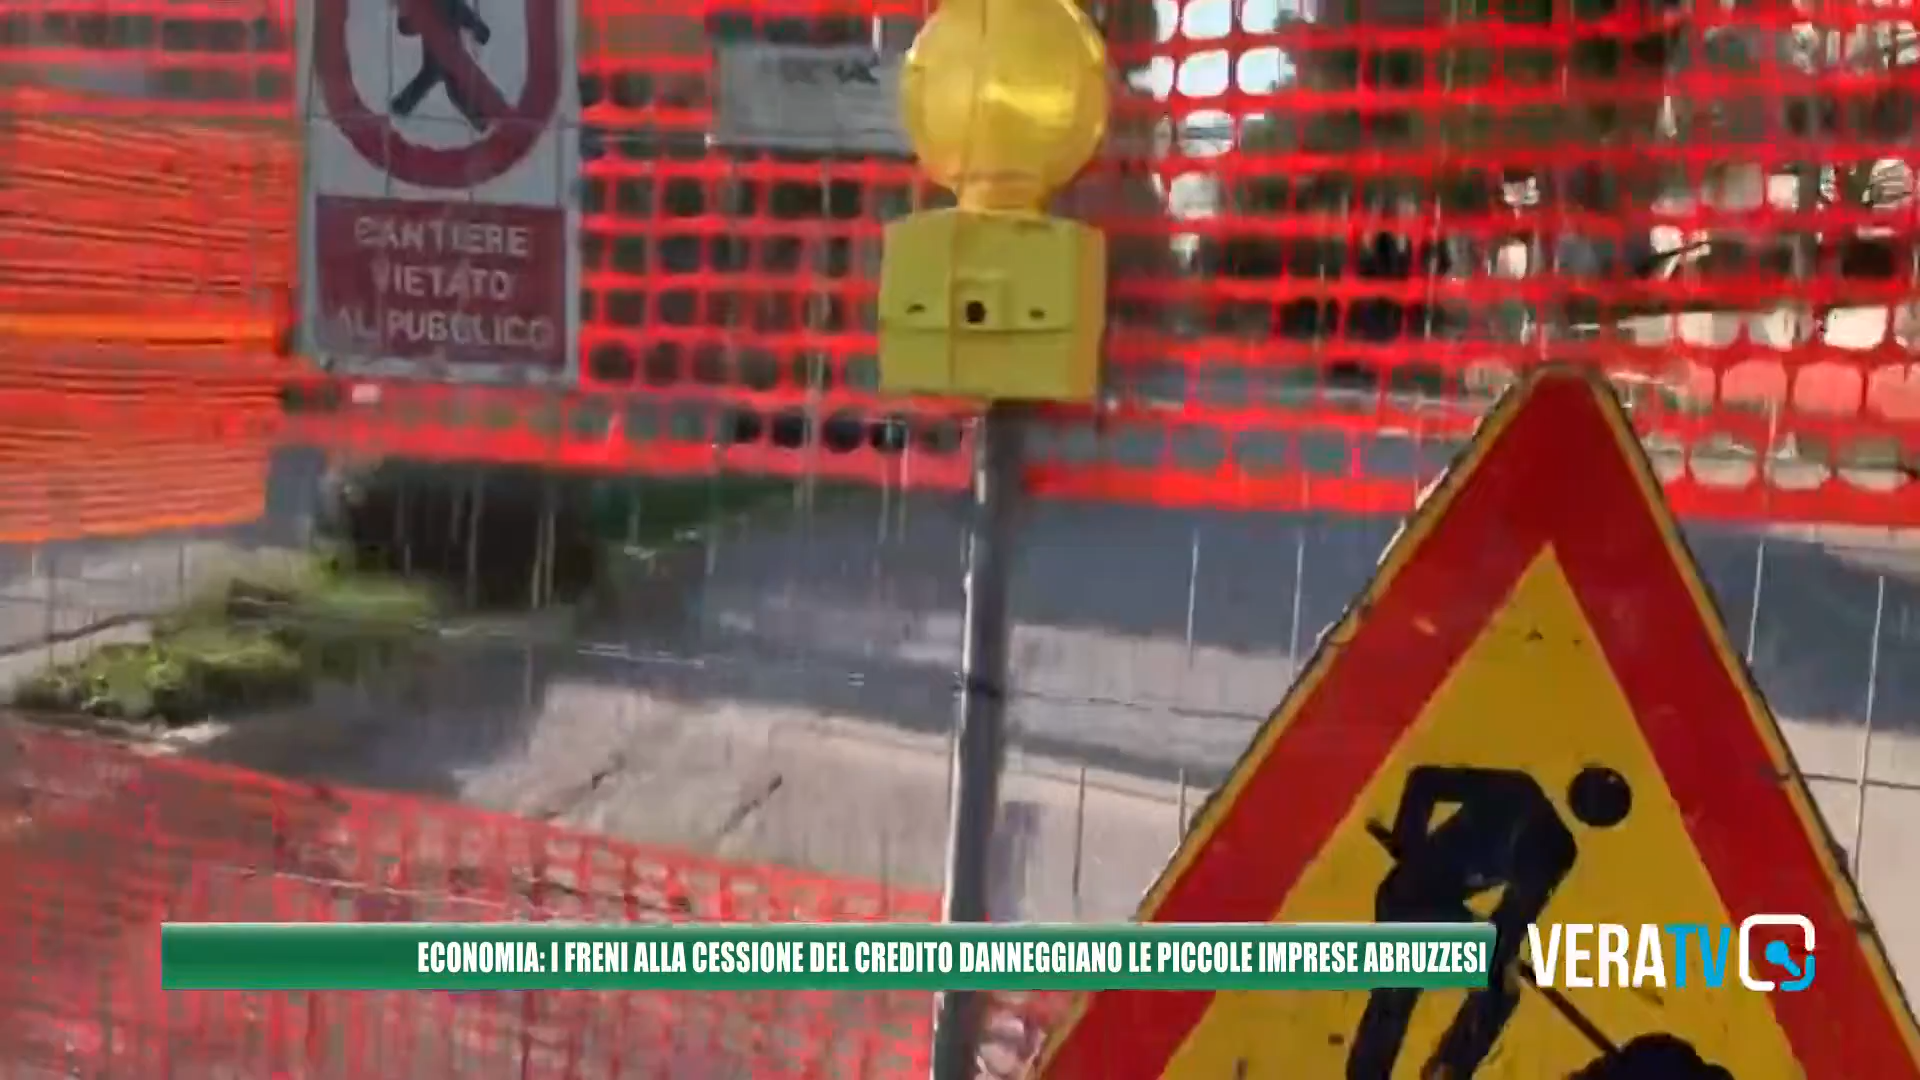 CANTIERE
VIETATO
AL PUBBLICO
ECONOMIA: I FRENI ALLA CESSIONE DEL CREDITO DANNEGGIANO LE PICCOLE IMPRESE ABRUZZESI
VERATV